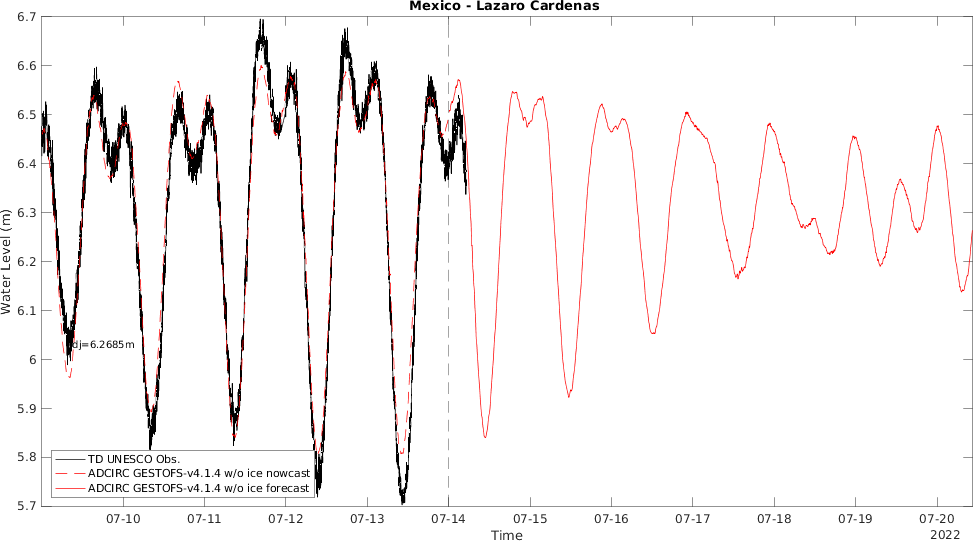 Mexico - Lazaro Cardenas
6.7
6.6
6.5
6.4
6.3
6.2
6.1
6
5.9
5.8
5.7
Water Level (m)
dj=6.2685m
TD UNESCO Obs.
ADCIRC GESTOFS-v4.1.4 w/o ice nowcast
ADCIRC GESTOFS-v4.1.4 w/o ice forecast
07-10 07-11 07-12 07-13 07-14 07-15 07-16 07-17 07-18 07-19 07-20
Time 2022